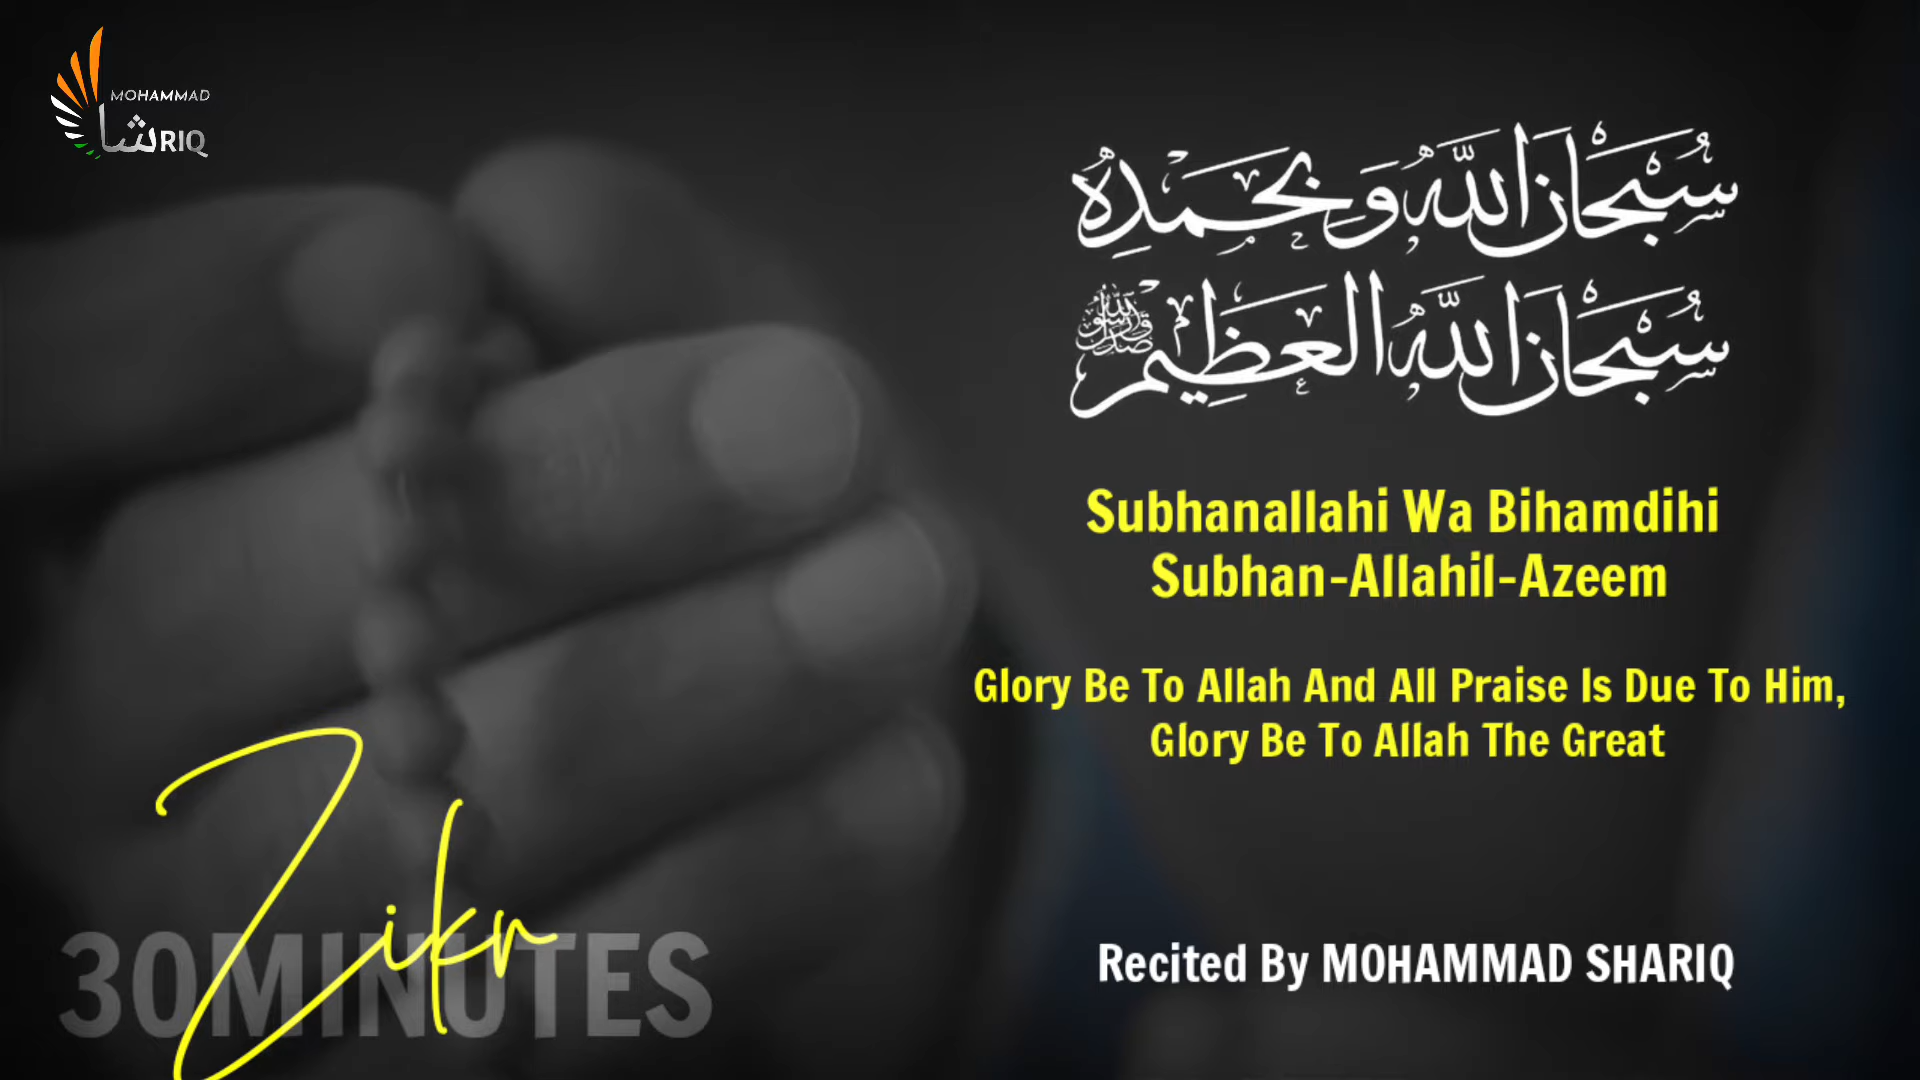 MOHAMMAD
شاRIQ
سُبْحَانَ اللّٰهِ وَبِحَمْدِهِ
سُبْحَانَ اللّٰهِ الْعَظِيْمِ
Subhanallahi Wa Bihamdihi
Subhan-Allahil-Azeem
Glory Be To Allah And All Praise Is Due To Him,
Glory Be To Allah The Great
Zikr
30MINUTES
Recited By MOHAMMAD SHARIQ